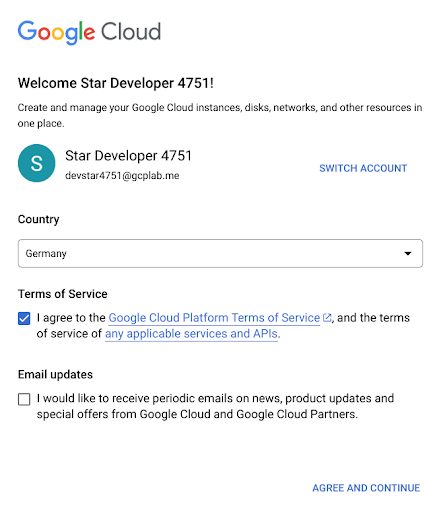 Google Cloud
Welcome Star Developer 4751!
Create and manage your Google Cloud instances, disks, networks, and other resources in
one place.
S
Star Developer 4751
devstar4751@gcplab.me
SWITCH ACCOUNT
Country
Germany
Terms of Service
I agree to the Google Cloud Platform Terms of Service, and the terms
of service of any applicable services and APIs.
Email updates
I would like to receive periodic emails on news, product updates and
special offers from Google Cloud and Google Cloud Partners.
AGREE AND CONTINUE